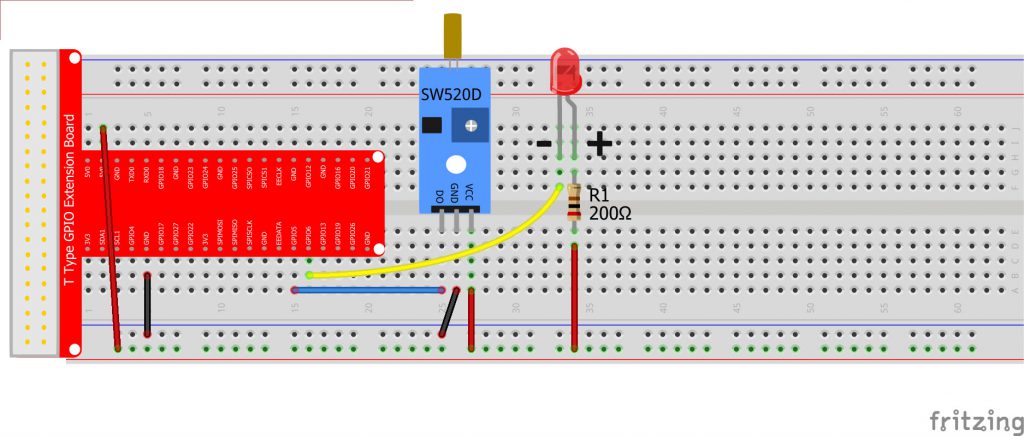 SW520D
DO
GND
VCC
R1
200Ω
- +
T Type GPIO Extension Board
5V0
5V0
GND
TXD0
RXD0
GPIO18
GND
GPIO23
GPIO24
GND
GPIO25
SPICS0
SPICS1
EECLK
GND
GPIO12
GND
GPIO16
GPIO20
GPIO21
3V3
SDA1
SCL1
GPIO4
GND
GPIO17
GPIO27
GPIO22
3V3
SPIMOSI
SPIMISO
SPISCLK
GND
EEDATA
GPIO5
GPIO6
GPIO13
GPIO19
GPIO26
GND
1 5 10 15 20 25 30 35 40 45 50 55 60
J
I
H
G
F
E
D
C
B
A
fritzing